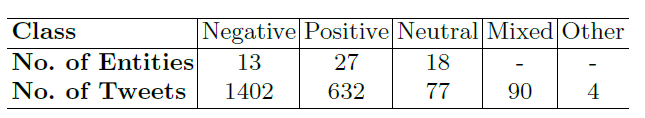 Class Negative Positive Neutral Mixed Other
No. of Entities 13 27 18 - -
No. of Tweets 1402 632 77 90 4